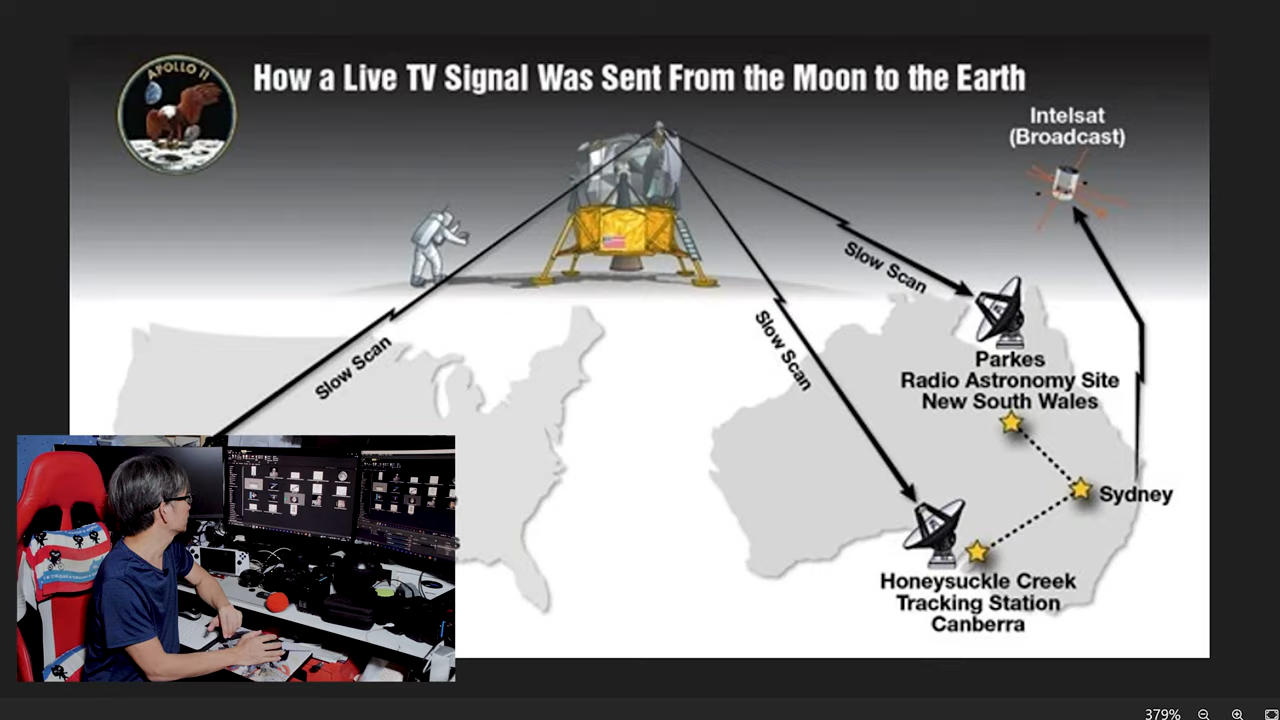 APOLLO 11
How a Live TV Signal Was Sent From the Moon to the Earth
Intelsat
(Broadcast)
Slow Scan
Slow Scan
Slow Scan
Parkes
Radio Astronomy Site
New South Wales
Sydney
Honeysuckle Creek
Tracking Station
Canberra
379%